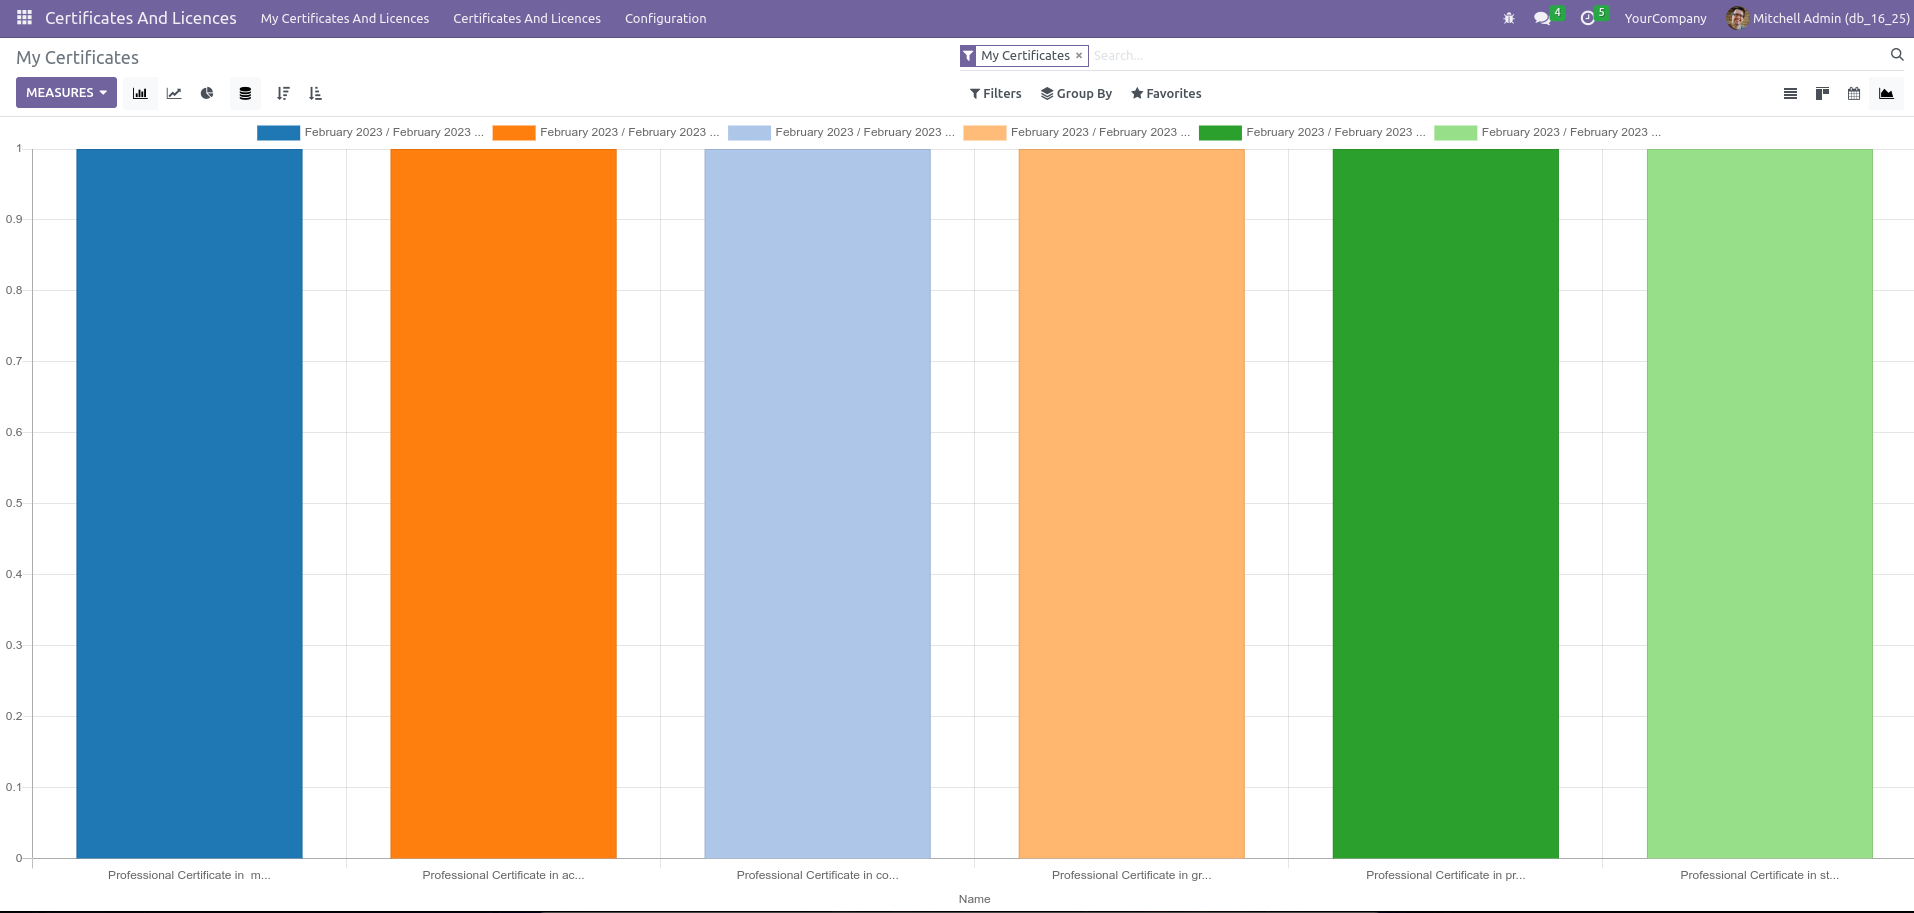 Certificates And Licences My Certificates And Licences Certificates And Licences Configuration 4 5 YourCompany Mitchell Admin (db_16_25)
My Certificates My Certificates × Search...
MEASURES Filters Group By Favorites
February 2023 / February 2023 ... February 2023 / February 2023 ... February 2023 / February 2023 ... February 2023 / February 2023 ... February 2023 / February 2023 ... February 2023 / February 2023 ...
1
0.9
0.8
0.7
0.6
0.5
0.4
0.3
0.2
0.1
0
Professional Certificate in  m... Professional Certificate in ac... Professional Certificate in co... Professional Certificate in gr... Professional Certificate in pr... Professional Certificate in st...
Name